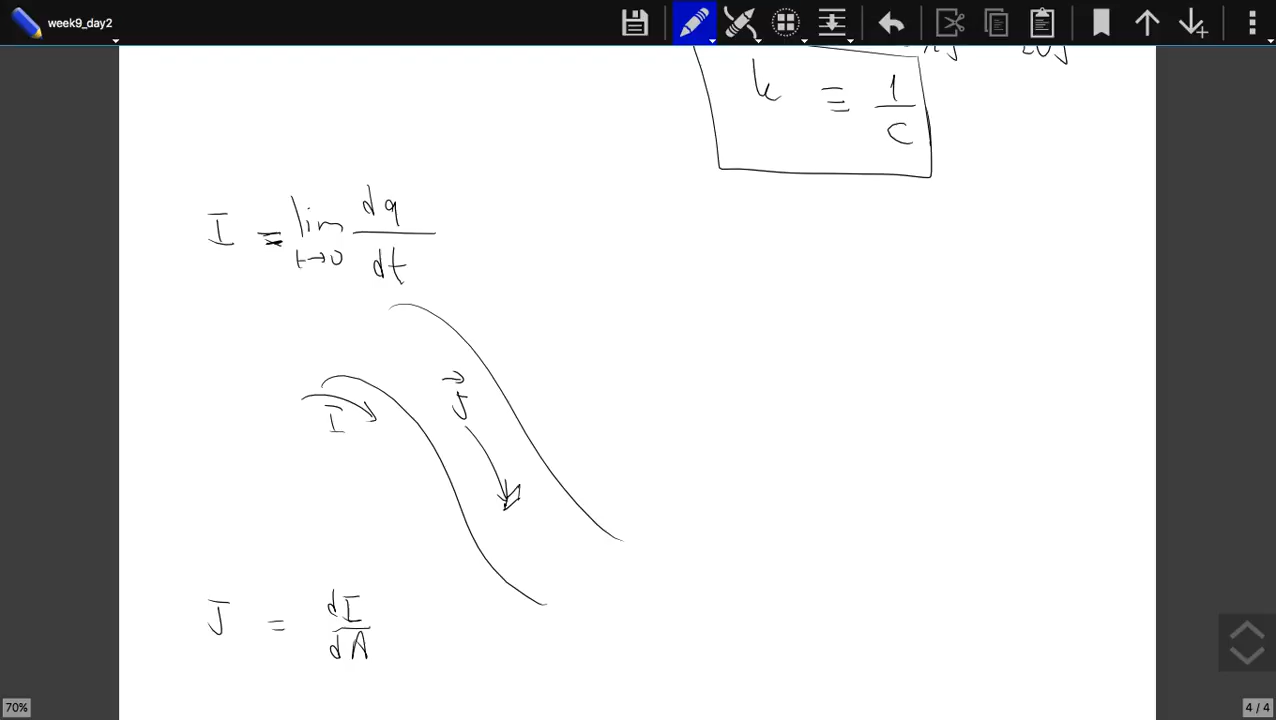 week9_day2
k ≡ 1/C
I = lim t→0 dq/dt
J⃗
I
J = dI/dA
70%
4 / 4